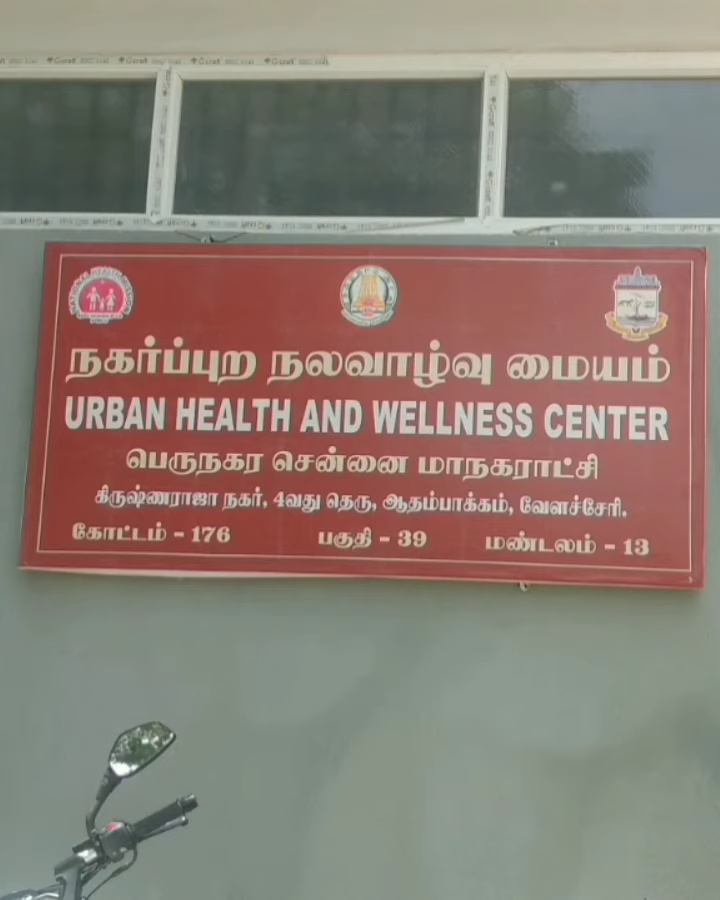 நகர்ப்புற நலவாழ்வு மையம்
URBAN HEALTH AND WELLNESS CENTER
பெருநகர சென்னை மாநகராட்சி
கிருஷ்ணராஜா நகர், 4வது தெரு, ஆதம்பாக்கம், வேளச்சேரி.
கோட்டம் - 176 பகுதி - 39 மண்டலம் - 13